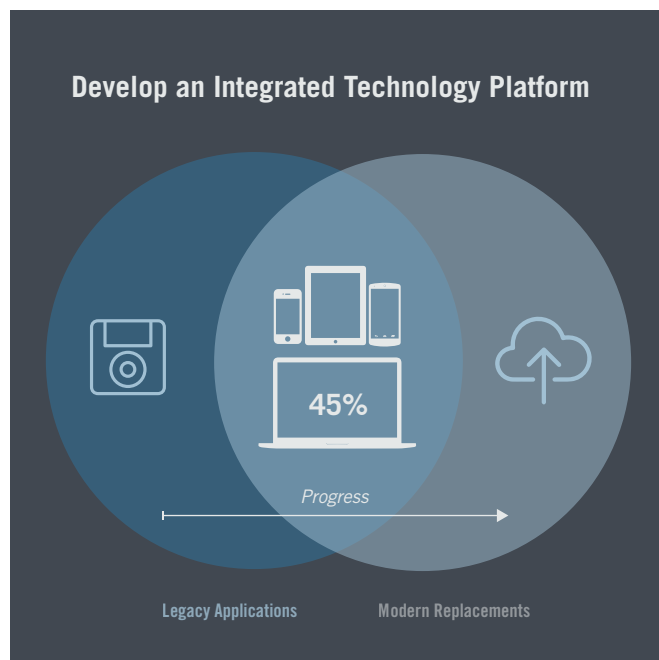 Develop an Integrated Technology Platform
45%
Progress
Legacy Applications
Modern Replacements